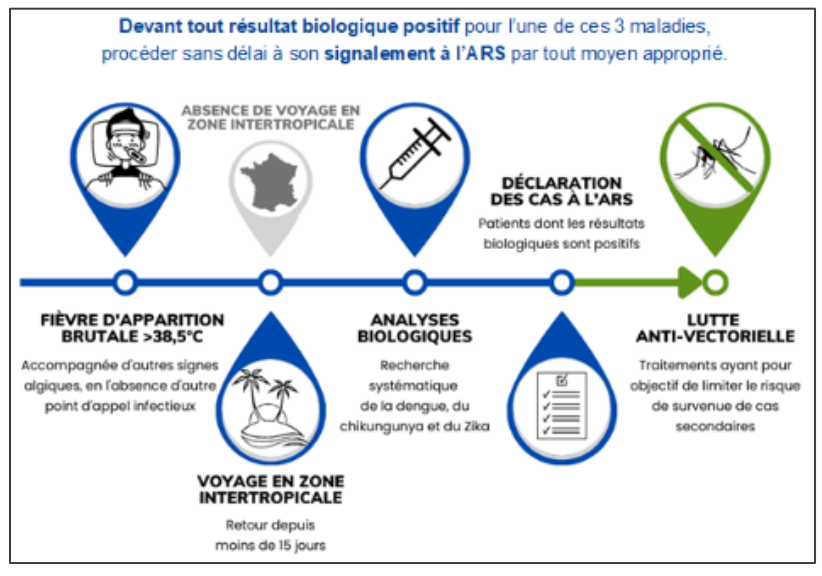 Devant tout résultat biologique positif pour l'une de ces 3 maladies,
procéder sans délai à son signalement à l'ARS par tout moyen approprié.
ABSENCE DE VOYAGE EN
ZONE INTERTROPICALE
DÉCLARATION
DES CAS À L'ARS
Patients dont les résultats
biologiques sont positifs
FIÈVRE D'APPARITION
BRUTALE >38,5°C
Accompagnée d'autres signes
algiques, en l'absence d'autre
point d'appel infectieux
VOYAGE EN ZONE
INTERTROPICALE
Retour depuis
moins de 15 jours
ANALYSES
BIOLOGIQUES
Recherche
systématique
de la dengue, du
chikungunya et du Zika
LUTTE
ANTI-VECTORIELLE
Traitements ayant pour
objectif de limiter le risque
de survenue de cas
secondaires